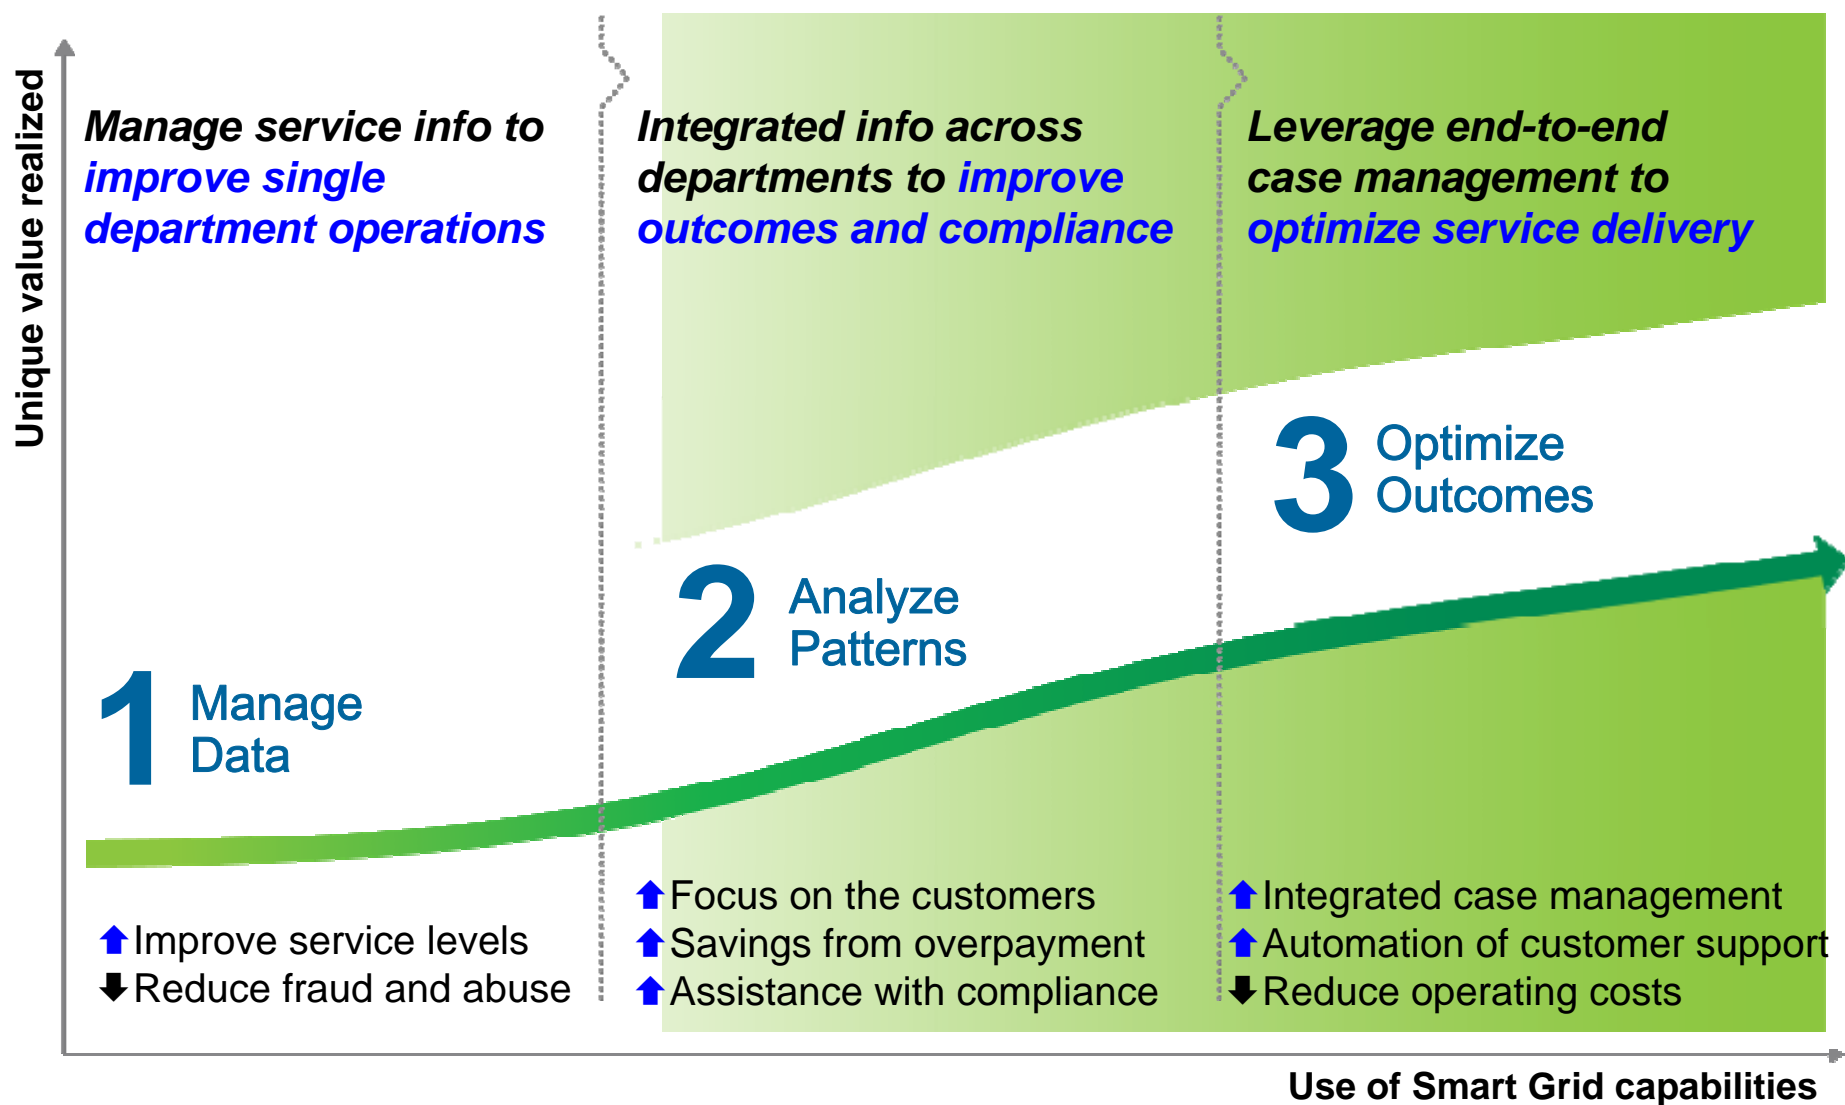 Unique value realized
Manage service info to
improve single
department operations
Integrated info across
departments to improve
outcomes and compliance
Leverage end-to-end
case management to
optimize service delivery
1
Manage
Data
2
Analyze
Patterns
3
Optimize
Outcomes
Improve service levels
Reduce fraud and abuse
Focus on the customers
Savings from overpayment
Assistance with compliance
Integrated case management
Automation of customer support
Reduce operating costs
Use of Smart Grid capabilities